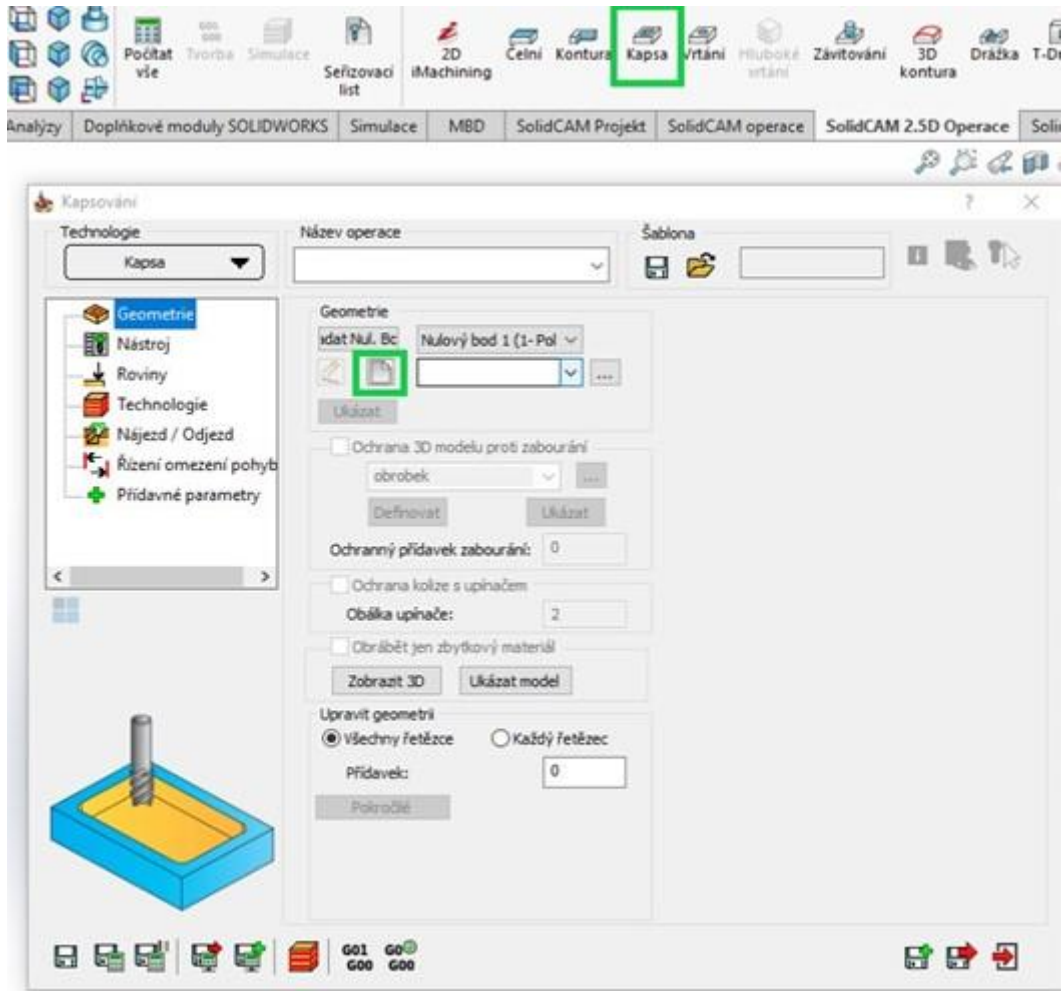 Počítat vše
Tvorba
Simulace
Seřizovací list
2D iMachining
Čelní
Kontura
Kapsa
Vrtání
Hluboké vrtání
Závitování
3D kontura
Drážka
T-Dr
Analýzy
Doplňkové moduly SOLIDWORKS
Simulace
MBD
SolidCAM Projekt
SolidCAM operace
SolidCAM 2.5D Operace
Soli
Kapsování
?
Technologie
Název operace
Šablona
Kapsa
Geometrie
Nástroj
Roviny
Technologie
Nájezd / Odjezd
Řízení omezení pohyb
Přídavné parametry
Geometrie
idat Nul. Bc
Nulový bod 1 (1- Pol
...
Ukázat
Ochrana 3D modelu proti zabourání
obrobek
...
Definovat
Ukázat
Ochranný přídavek zabourání: 0
Ochrana kolize s upínačem
Obálka upínače: 2
Obrábět jen zbytkový materiál
Zobrazit 3D
Ukázat model
Upravit geometrii
Všechny řetězce
Každý řetězec
Přídavek: 0
Pokročilé
G01 G00
G00 G00